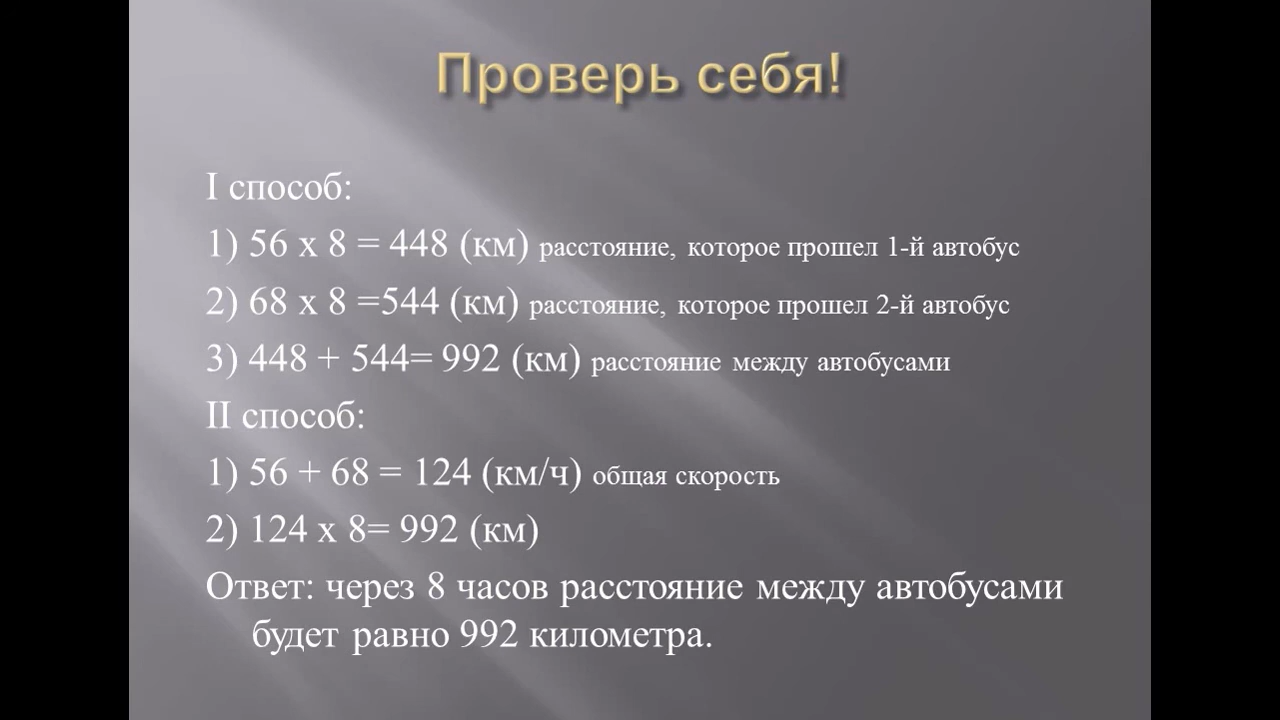 Проверь себя!
I способ:
1) 56 х 8 = 448 (км) расстояние, которое прошел 1-й автобус
2) 68 х 8 =544 (км) расстояние, которое прошел 2-й автобус
3) 448 + 544= 992 (км) расстояние между автобусами
II способ:
1) 56 + 68 = 124 (км/ч) общая скорость
2) 124 х 8= 992 (км)
Ответ: через 8 часов расстояние между автобусами
будет равно 992 километра.